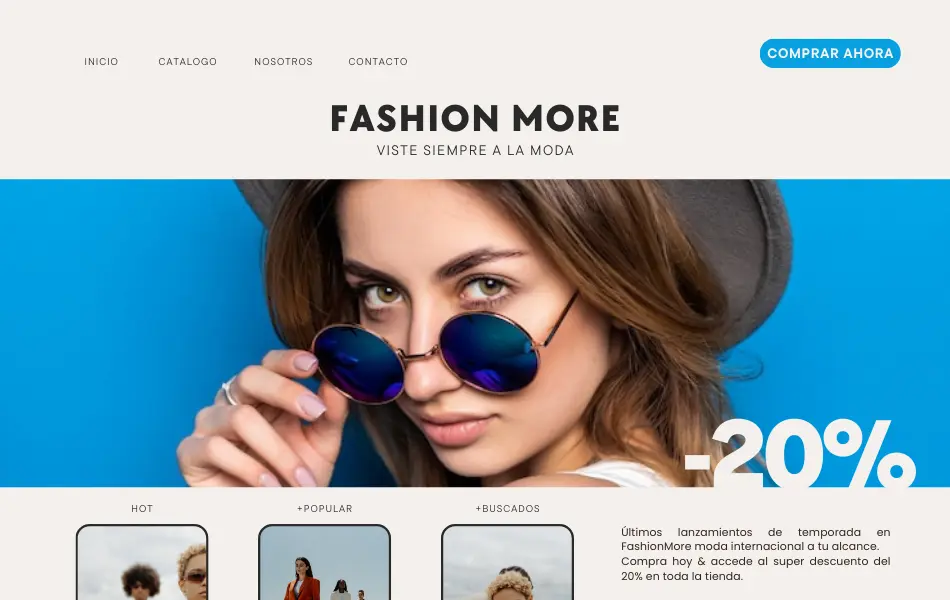 INICIO
CATALOGO
NOSOTROS
CONTACTO
COMPRAR AHORA
FASHION MORE
VISTE SIEMPRE A LA MODA
-20%
HOT
+POPULAR
+BUSCADOS
Últimos lanzamientos de temporada en
FashionMore moda internacional a tu alcance.
Compra hoy & accede al super descuento del
20% en toda la tienda.